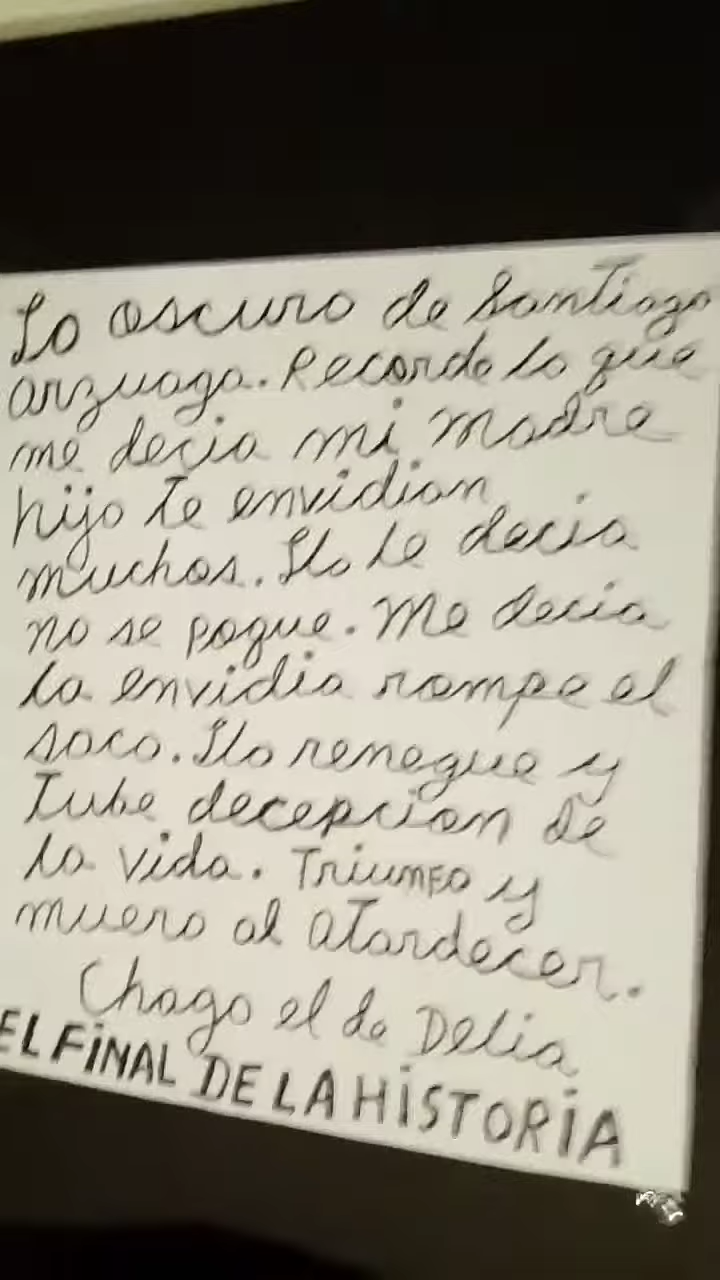 Lo oscuro de Santiago
arzuaga. Recorde lo que
me decia mi madre
hijo te envidian
muchos. Yo le decia
no se pogue. Me decia
la envidia rompe el
saco. Yo renegue y
Tube decepcion de
la vida. TRiumFo y
muero al atardecer.
Chago el de Delia
EL FiNAL DE LA HiSTORiA